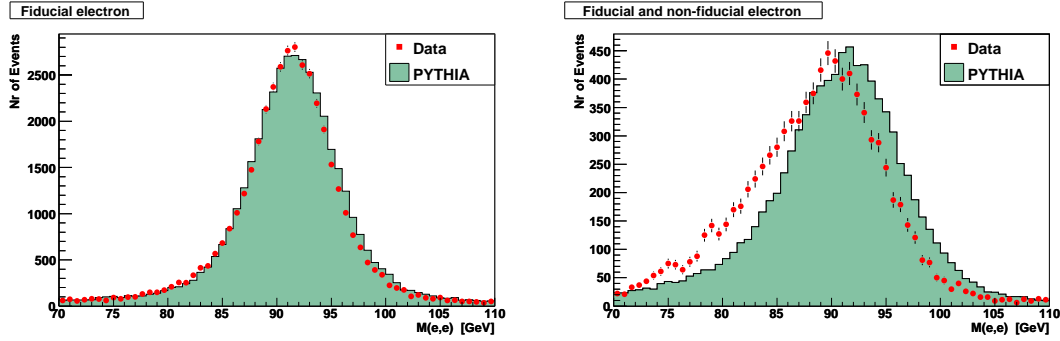 Fiducial electron
Nr of Events
2500
2000
1500
1000
500
0
Data
PYTHIA
70 75 80 85 90 95 100 105 110
M(e,e) [GeV]
Fiducial and non-fiducial electron
Nr of Events
450
400
350
300
250
200
150
100
50
0
Data
PYTHIA
70 75 80 85 90 95 100 105 110
M(e,e) [GeV]